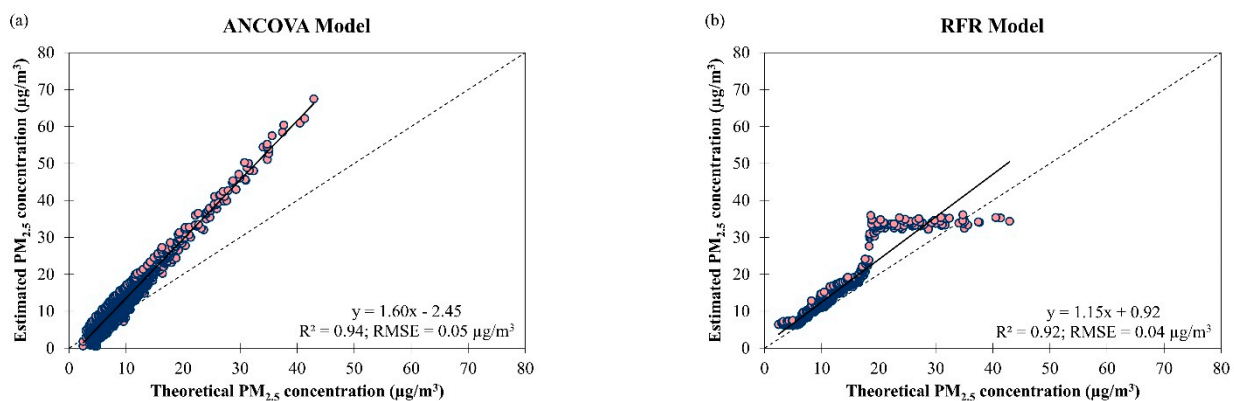 (a)
ANCOVA Model
Estimated PM2.5 concentration (µg/m³)
80
70
60
50
40
30
20
10
0
y = 1.60x - 2.45
R² = 0.94; RMSE = 0.05 µg/m³
0 10 20 30 40 50 60 70 80
Theoretical PM2.5 concentration (µg/m³)
(b)
RFR Model
Estimated PM2.5 concentration (µg/m³)
80
70
60
50
40
30
20
10
0
y = 1.15x + 0.92
R² = 0.92; RMSE = 0.04 µg/m³
0 10 20 30 40 50 60 70 80
Theoretical PM2.5 concentration (µg/m³)